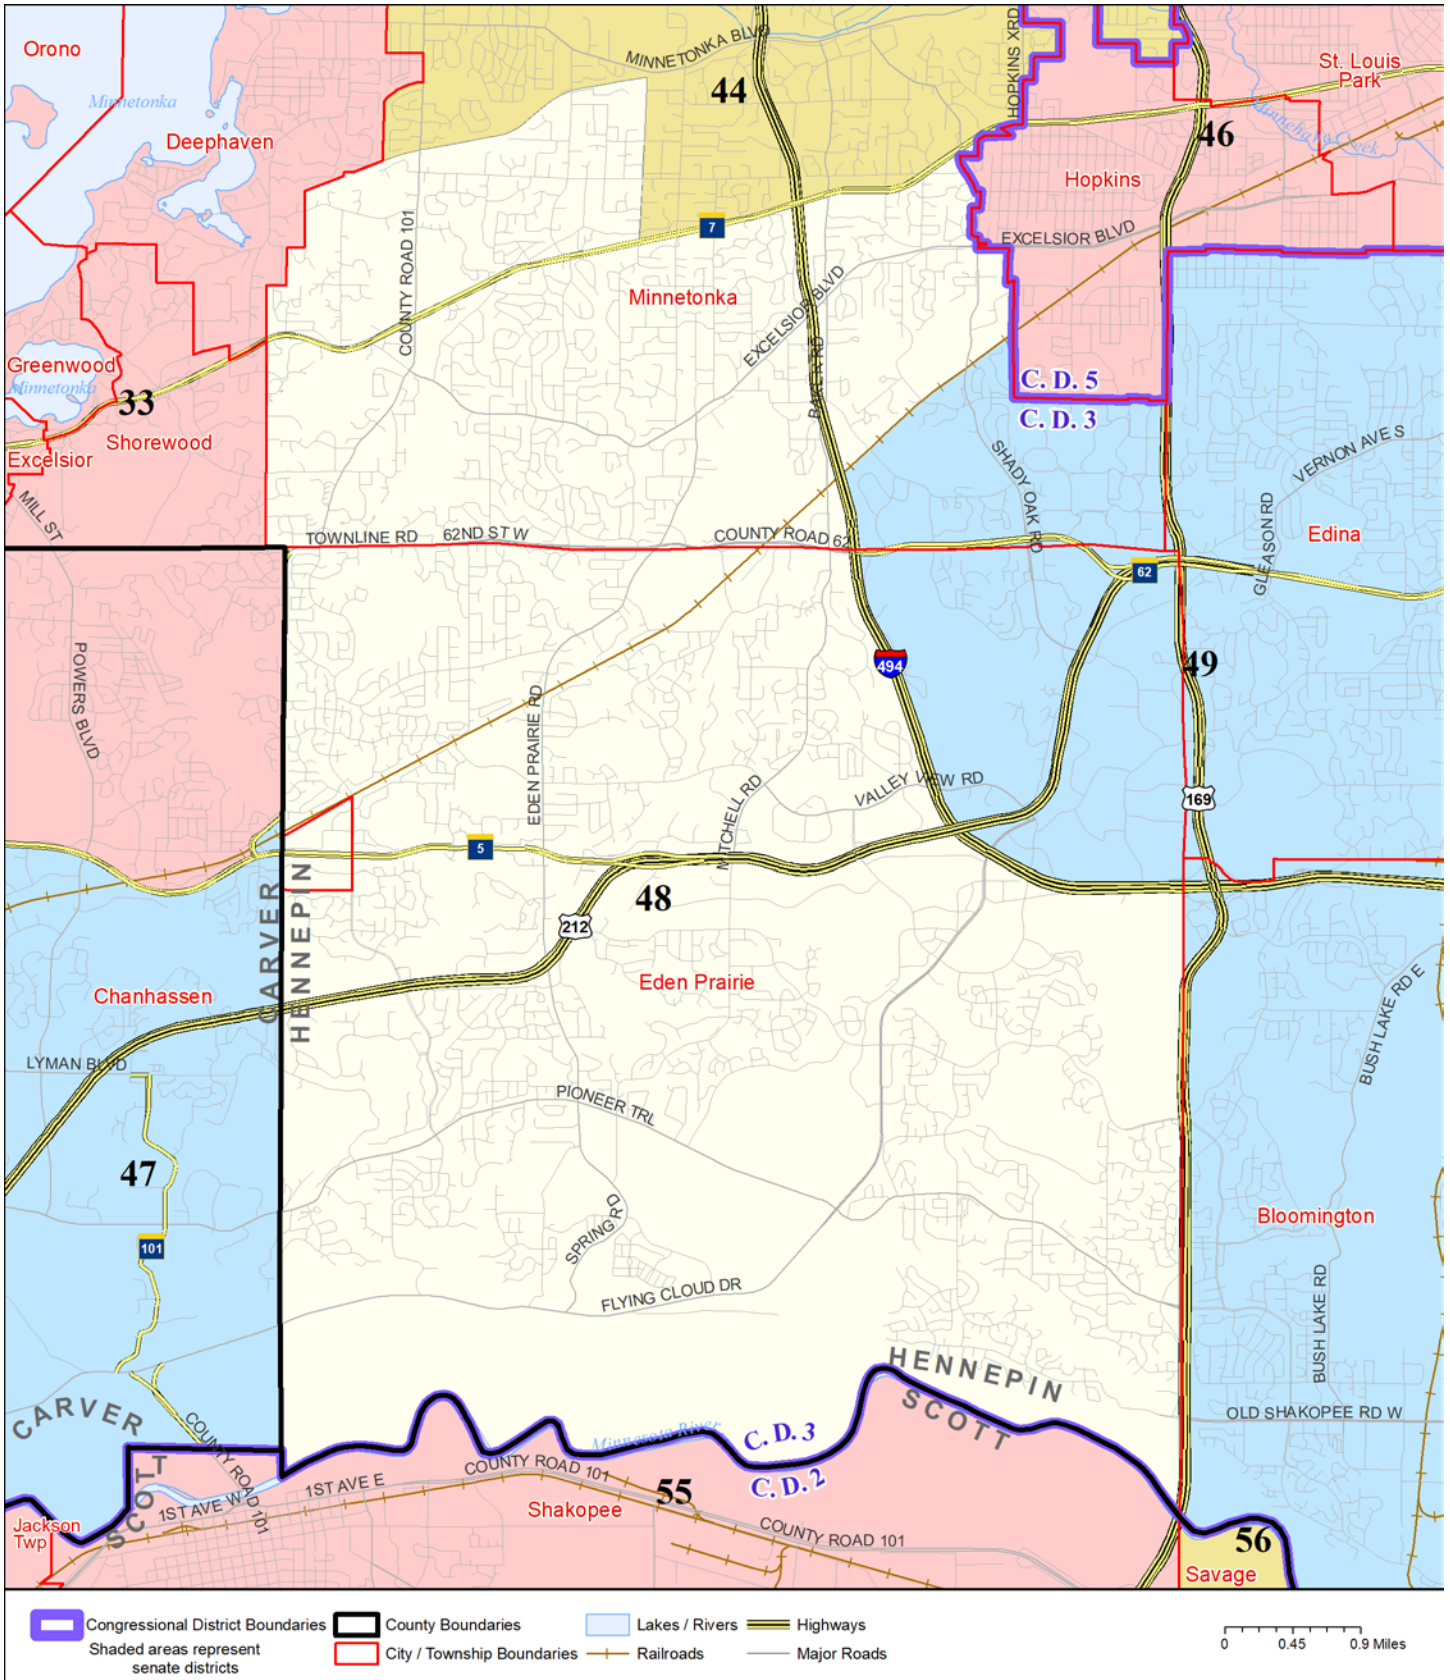 Orono
Minnetonka
Deephaven
MINNETONKA BLVD
44
HOPKINS XRD
St. Louis
Park
Minnehaha Creek
46
Hopkins
COUNTY ROAD 101
7
EXCELSIOR BLVD
Minnetonka
EXCELSIOR BLVD
BAKER RD
Greenwood
Minnetonka
33
Shorewood
Excelsior
MILL ST
C. D. 5
C. D. 3
SHADY OAK RD
VERNON AVE S
GLEASON RD
Edina
TOWNLINE RD
62ND ST W
COUNTY ROAD 62
62
POWERS BLVD
494
49
EDEN PRAIRIE RD
MITCHELL RD
VALLEY VIEW RD
169
5
CARVER
HENNEPIN
48
212
Eden Prairie
Chanhassen
LYMAN BLVD
BUSH LAKE RD E
PIONEER TRL
47
101
SPRING RD
Bloomington
FLYING CLOUD DR
BUSH LAKE RD
HENNEPIN
SCOTT
CARVER
SCOTT
COUNTY ROAD 101
OLD SHAKOPEE RD W
Minnesota River
C. D. 3
C. D. 2
COUNTY ROAD 101
1ST AVE E
1ST AVE W
55
Shakopee
COUNTY ROAD 101
Jackson
Twp
56
Savage
Congressional District Boundaries
County Boundaries
Lakes / Rivers
Highways
Shaded areas represent
senate districts
City / Township Boundaries
Railroads
Major Roads
0 0.45 0.9 Miles